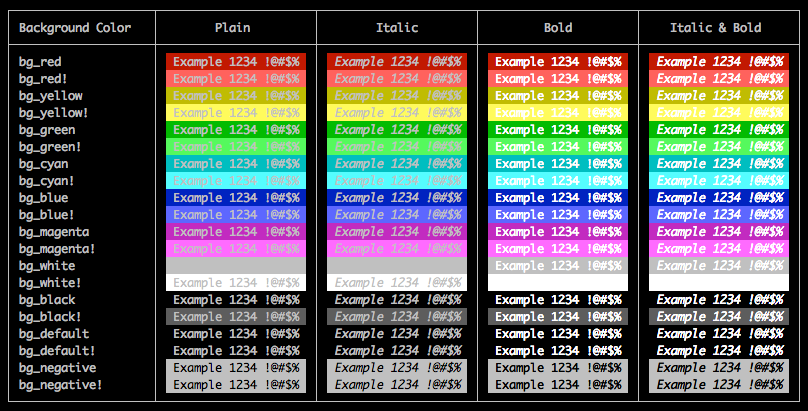 Background Color Plain Italic Bold Italic & Bold
bg_red Example 1234 !@#$% Example 1234 !@#$% Example 1234 !@#$% Example 1234 !@#$%
bg_red! Example 1234 !@#$% Example 1234 !@#$% Example 1234 !@#$% Example 1234 !@#$%
bg_yellow Example 1234 !@#$% Example 1234 !@#$% Example 1234 !@#$% Example 1234 !@#$%
bg_yellow! Example 1234 !@#$% Example 1234 !@#$% Example 1234 !@#$% Example 1234 !@#$%
bg_green Example 1234 !@#$% Example 1234 !@#$% Example 1234 !@#$% Example 1234 !@#$%
bg_green! Example 1234 !@#$% Example 1234 !@#$% Example 1234 !@#$% Example 1234 !@#$%
bg_cyan Example 1234 !@#$% Example 1234 !@#$% Example 1234 !@#$% Example 1234 !@#$%
bg_cyan! Example 1234 !@#$% Example 1234 !@#$% Example 1234 !@#$% Example 1234 !@#$%
bg_blue Example 1234 !@#$% Example 1234 !@#$% Example 1234 !@#$% Example 1234 !@#$%
bg_blue! Example 1234 !@#$% Example 1234 !@#$% Example 1234 !@#$% Example 1234 !@#$%
bg_magenta Example 1234 !@#$% Example 1234 !@#$% Example 1234 !@#$% Example 1234 !@#$%
bg_magenta! Example 1234 !@#$% Example 1234 !@#$% Example 1234 !@#$% Example 1234 !@#$%
bg_white Example 1234 !@#$% Example 1234 !@#$%
bg_white! Example 1234 !@#$% Example 1234 !@#$%
bg_black Example 1234 !@#$% Example 1234 !@#$% Example 1234 !@#$% Example 1234 !@#$%
bg_black! Example 1234 !@#$% Example 1234 !@#$% Example 1234 !@#$% Example 1234 !@#$%
bg_default Example 1234 !@#$% Example 1234 !@#$% Example 1234 !@#$% Example 1234 !@#$%
bg_default! Example 1234 !@#$% Example 1234 !@#$% Example 1234 !@#$% Example 1234 !@#$%
bg_negative Example 1234 !@#$% Example 1234 !@#$% Example 1234 !@#$% Example 1234 !@#$%
bg_negative! Example 1234 !@#$% Example 1234 !@#$% Example 1234 !@#$% Example 1234 !@#$%